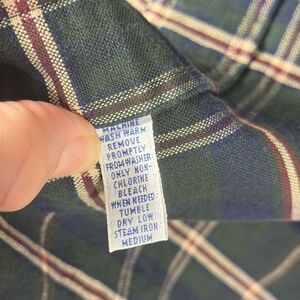 MACHINE
WASH WARM.
REMOVE
PROMPTLY
FROM WASHER.
ONLY NON-
CHLORINE
BLEACH
WHEN NEEDED.
TUMBLE
DRY LOW
STEAM IRON-
MEDIUM